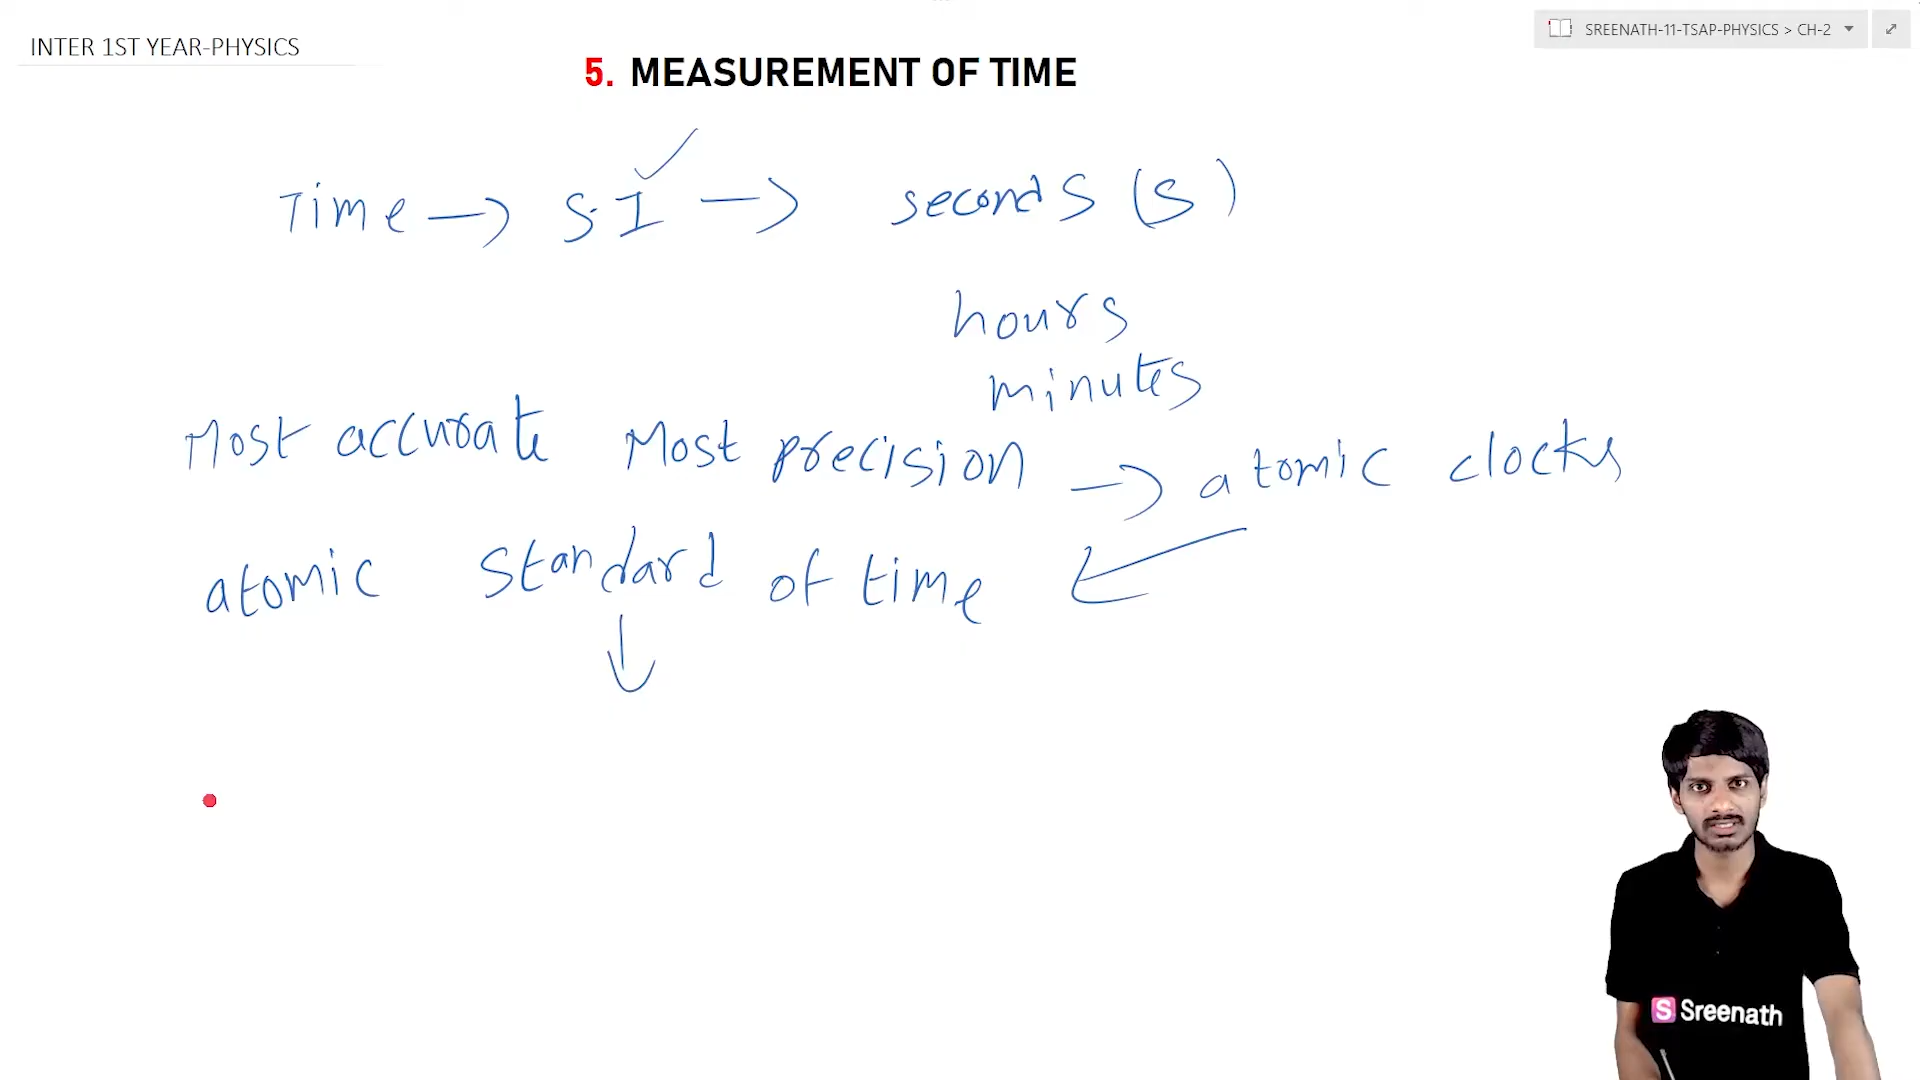 INTER 1ST YEAR-PHYSICS
SREENATH-11-TSAP-PHYSICS > CH-2
5. MEASUREMENT OF TIME
Time → S.I → seconds (s)
hours
minutes
Most accurate Most precision → atomic clocks
atomic standard of time
S Sreenath